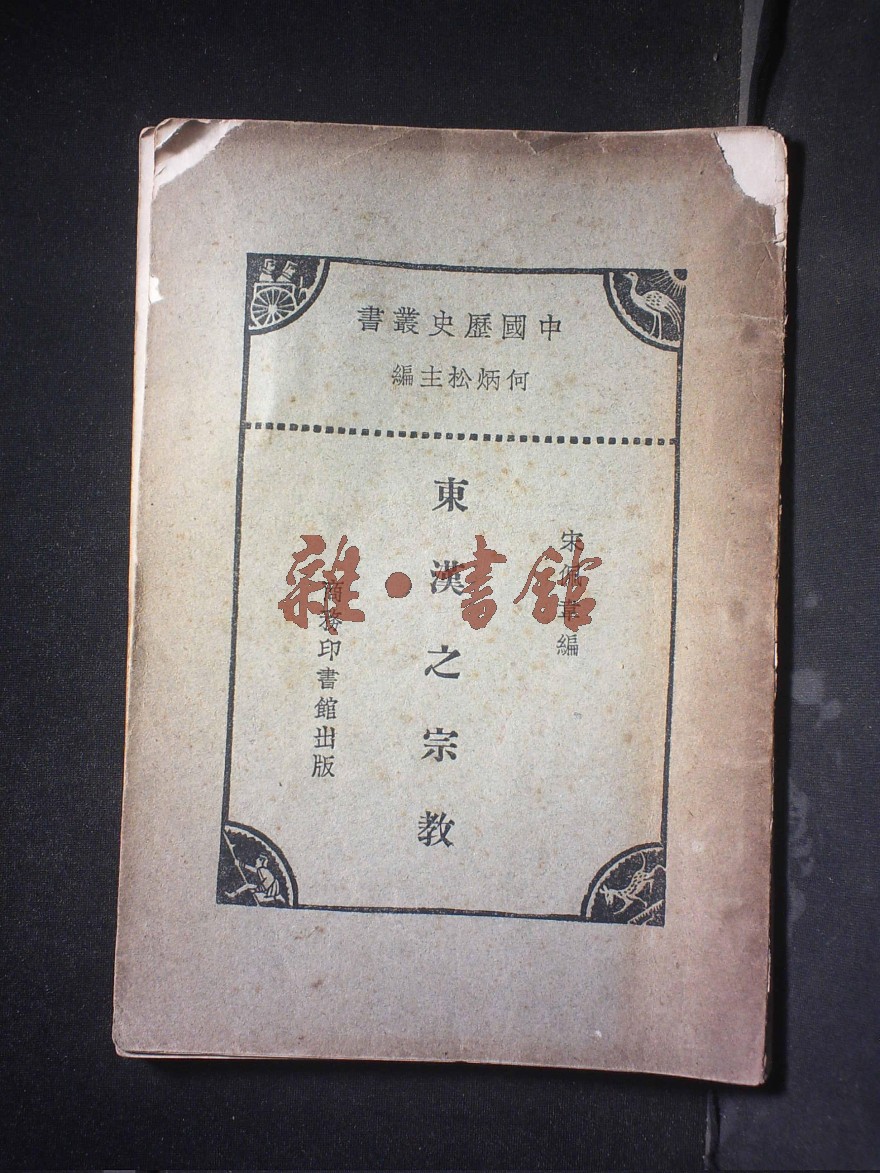 中國歷史叢書
何炳松主編
宋佩韋編
東漢之宗教
商務印書館出版
雜·書館